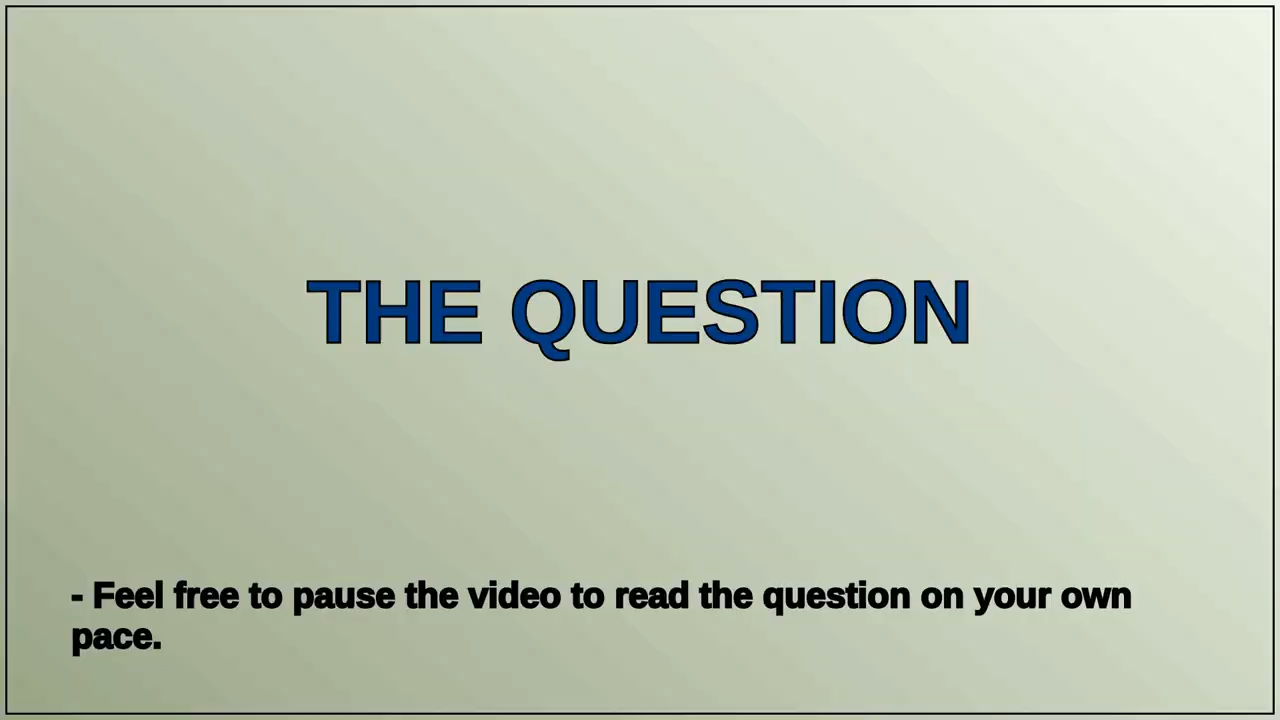 THE QUESTION
- Feel free to pause the video to read the question on your own
pace.